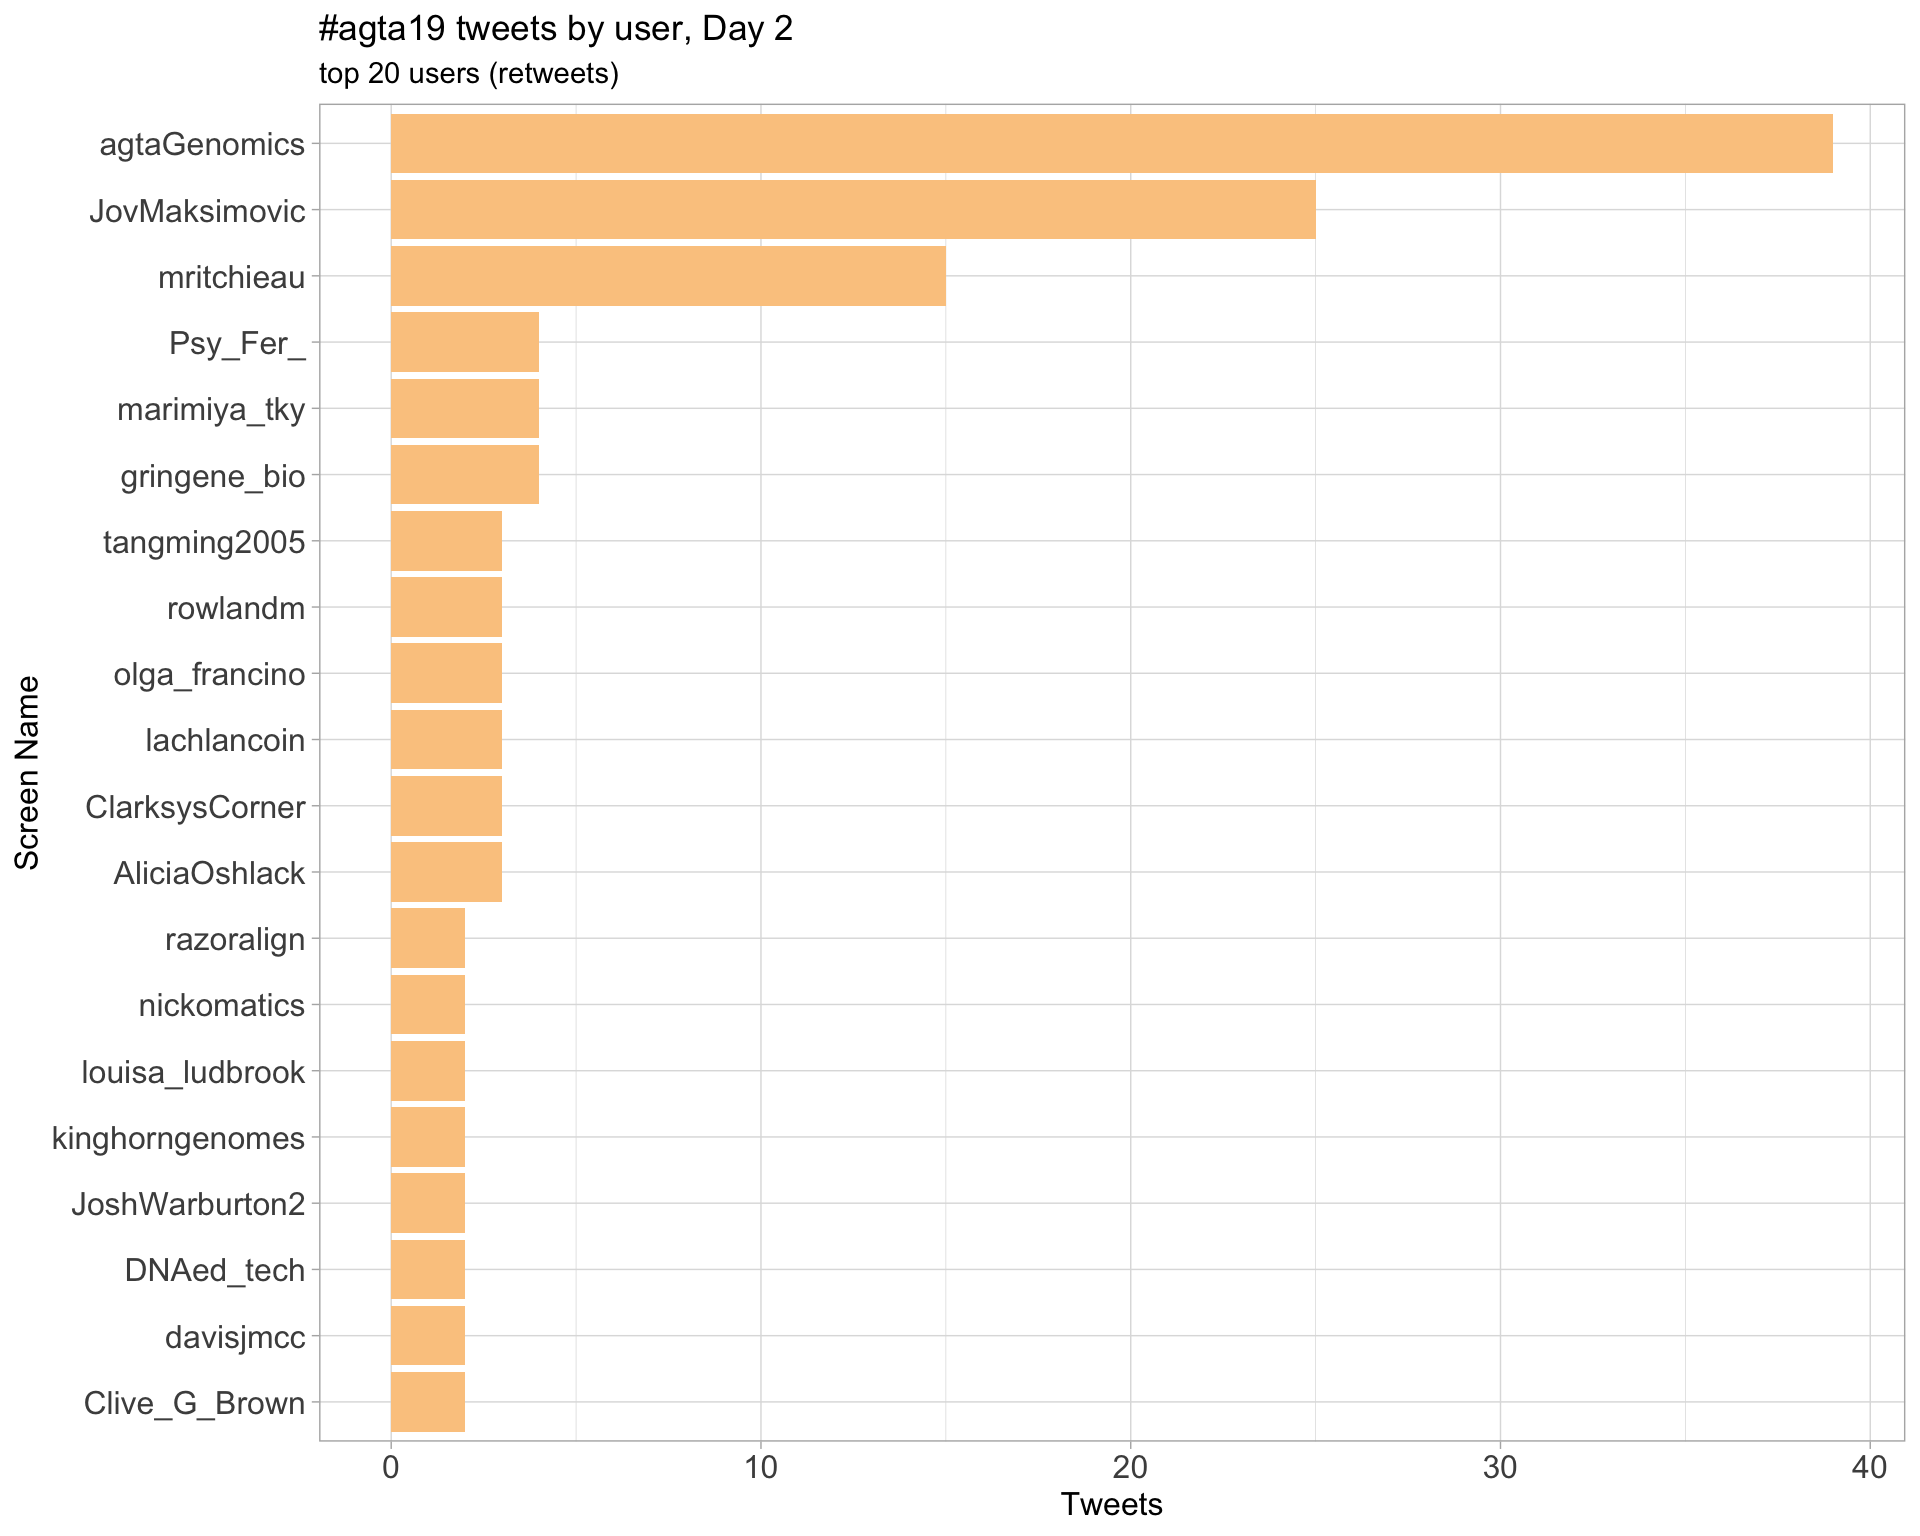 #agta19 tweets by user, Day 2
top 20 users (retweets)
agtaGenomics
JovMaksimovic
mritchieau
Psy_Fer_
marimiya_tky
gringene_bio
tangming2005
rowlandm
olga_francino
lachlancoin
ClarksysCorner
AliciaOshlack
razoralign
nickomatics
louisa_ludbrook
kinghorngenomes
JoshWarburton2
DNAed_tech
davisjmcc
Clive_G_Brown
Screen Name
0 10 20 30 40
Tweets